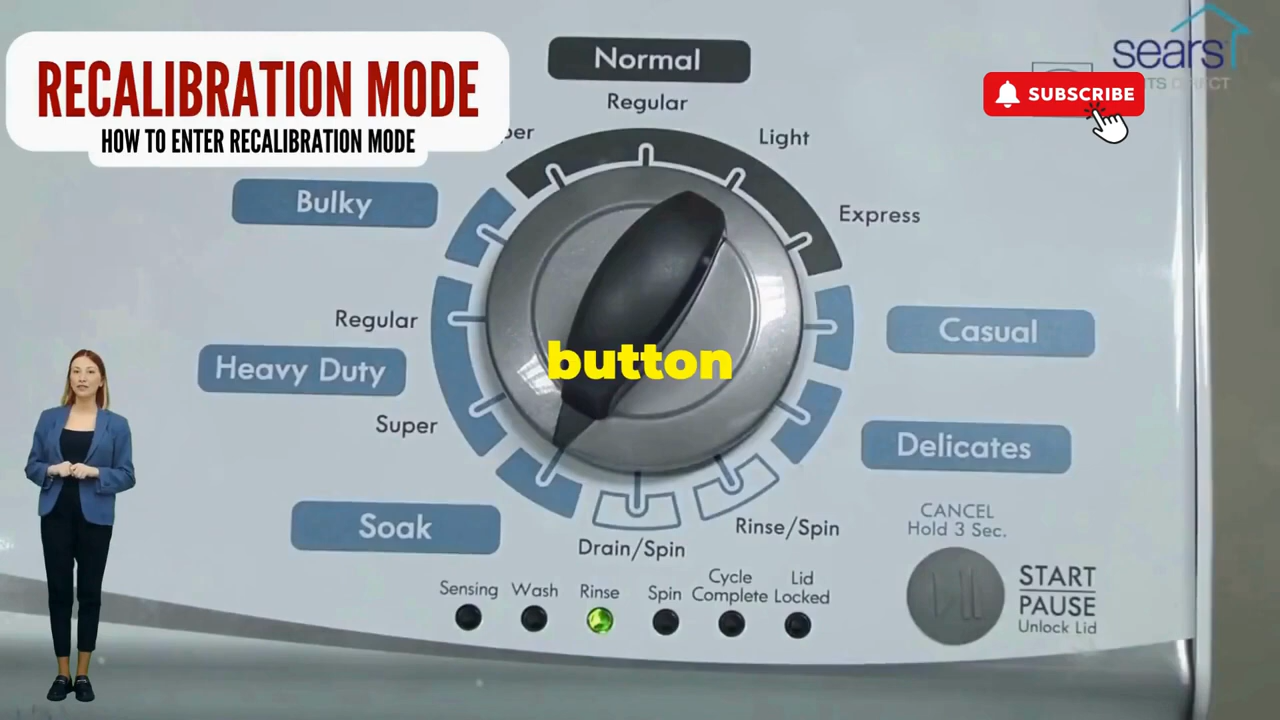 RECALIBRATION MODE
HOW TO ENTER RECALIBRATION MODE
sears
DIRECT
SUBSCRIBE
Normal
Regular
Light
Express
Bulky
Regular
Heavy Duty
Super
Soak
Casual
Delicates
button
Rinse/Spin
Drain/Spin
CANCEL
Hold 3 Sec.
START
PAUSE
Unlock Lid
Sensing
Wash
Rinse
Spin
Cycle
Complete
Lid
Locked